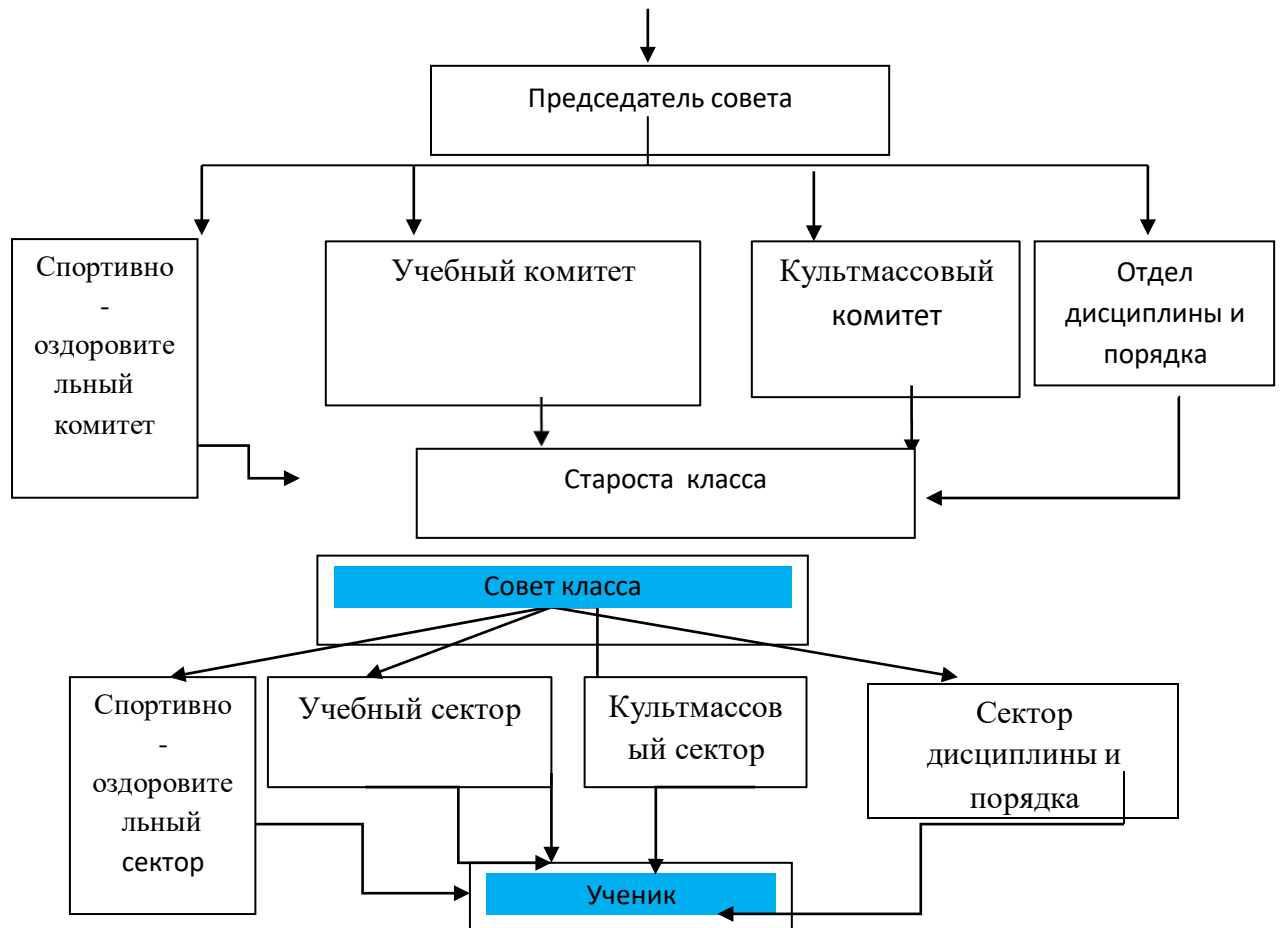 Председатель совета
Спортивно
-
оздоровите
льный
комитет
Учебный комитет
Культмассовый
комитет
Отдел
дисциплины и
порядка
Староста класса
Совет класса
Спортивно
-
оздоровите
льный
сектор
Учебный сектор
Культмассов
ый сектор
Сектор
дисциплины и
порядка
Ученик